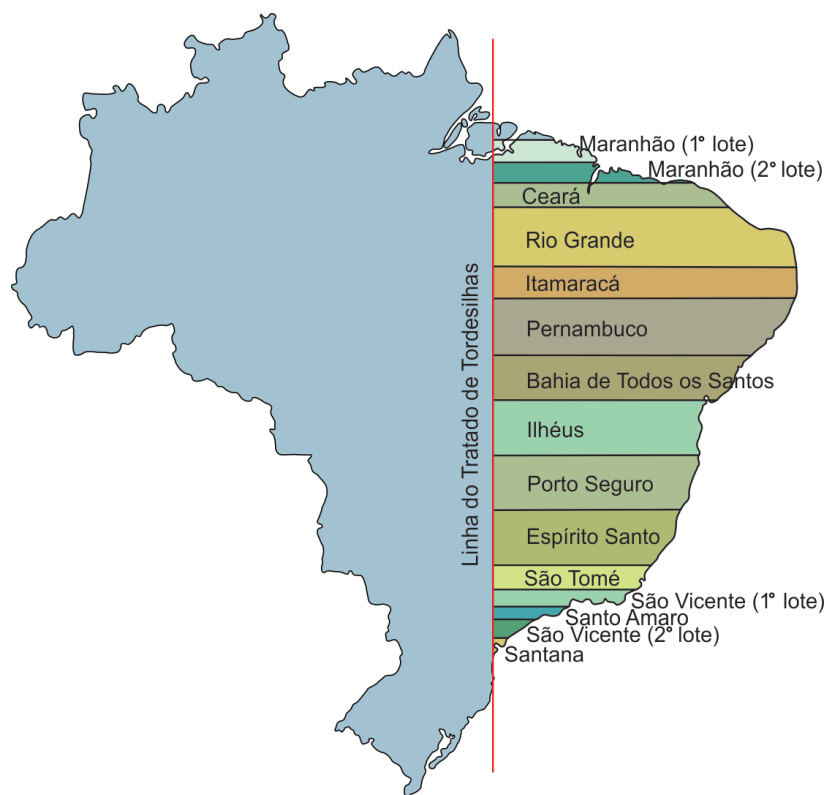 Maranhão (1° lote)
Maranhão (2° lote)
Ceará
Rio Grande
Itamaracá
Pernambuco
Bahia de Todos os Santos
Ilhéus
Porto Seguro
Espírito Santo
São Tomé
São Vicente (1° lote)
Santo Amaro
São Vicente (2° lote)
Santana
Linha do Tratado de Tordesilhas